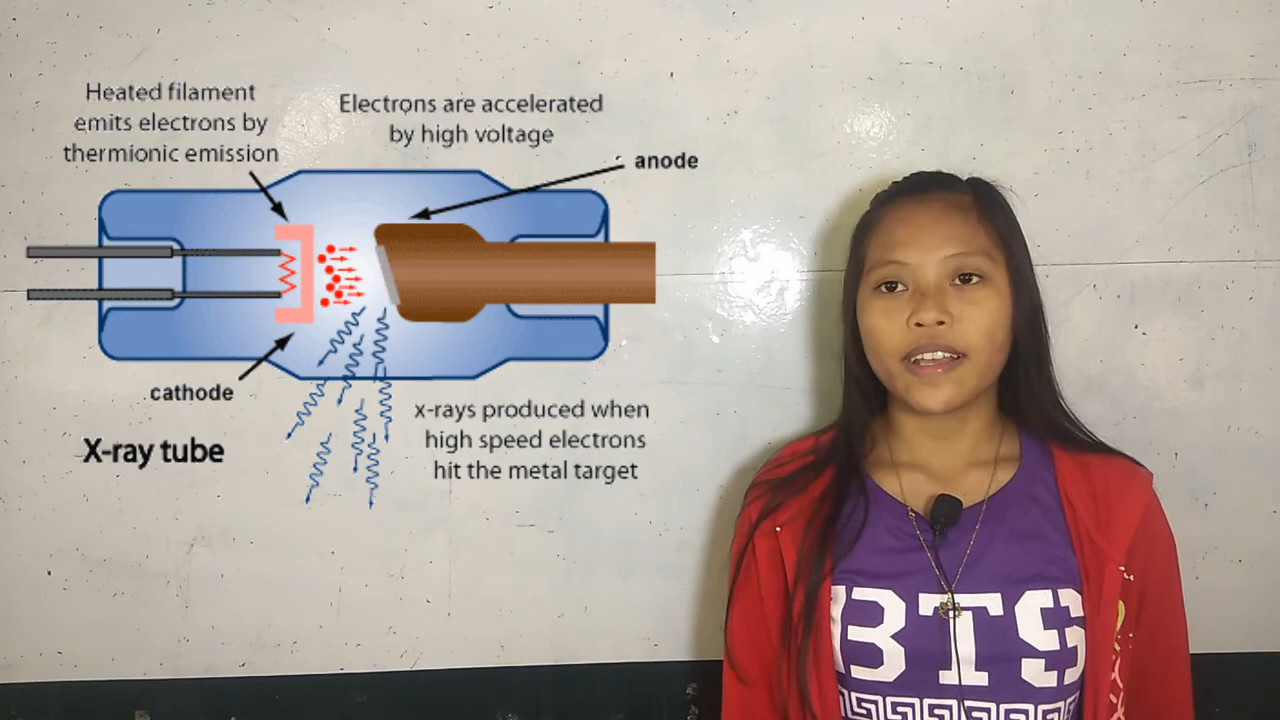 Heated filament
emits electrons by
thermionic emission
Electrons are accelerated
by high voltage
anode
cathode
X-ray tube
x-rays produced when
high speed electrons
hit the metal target
BTS